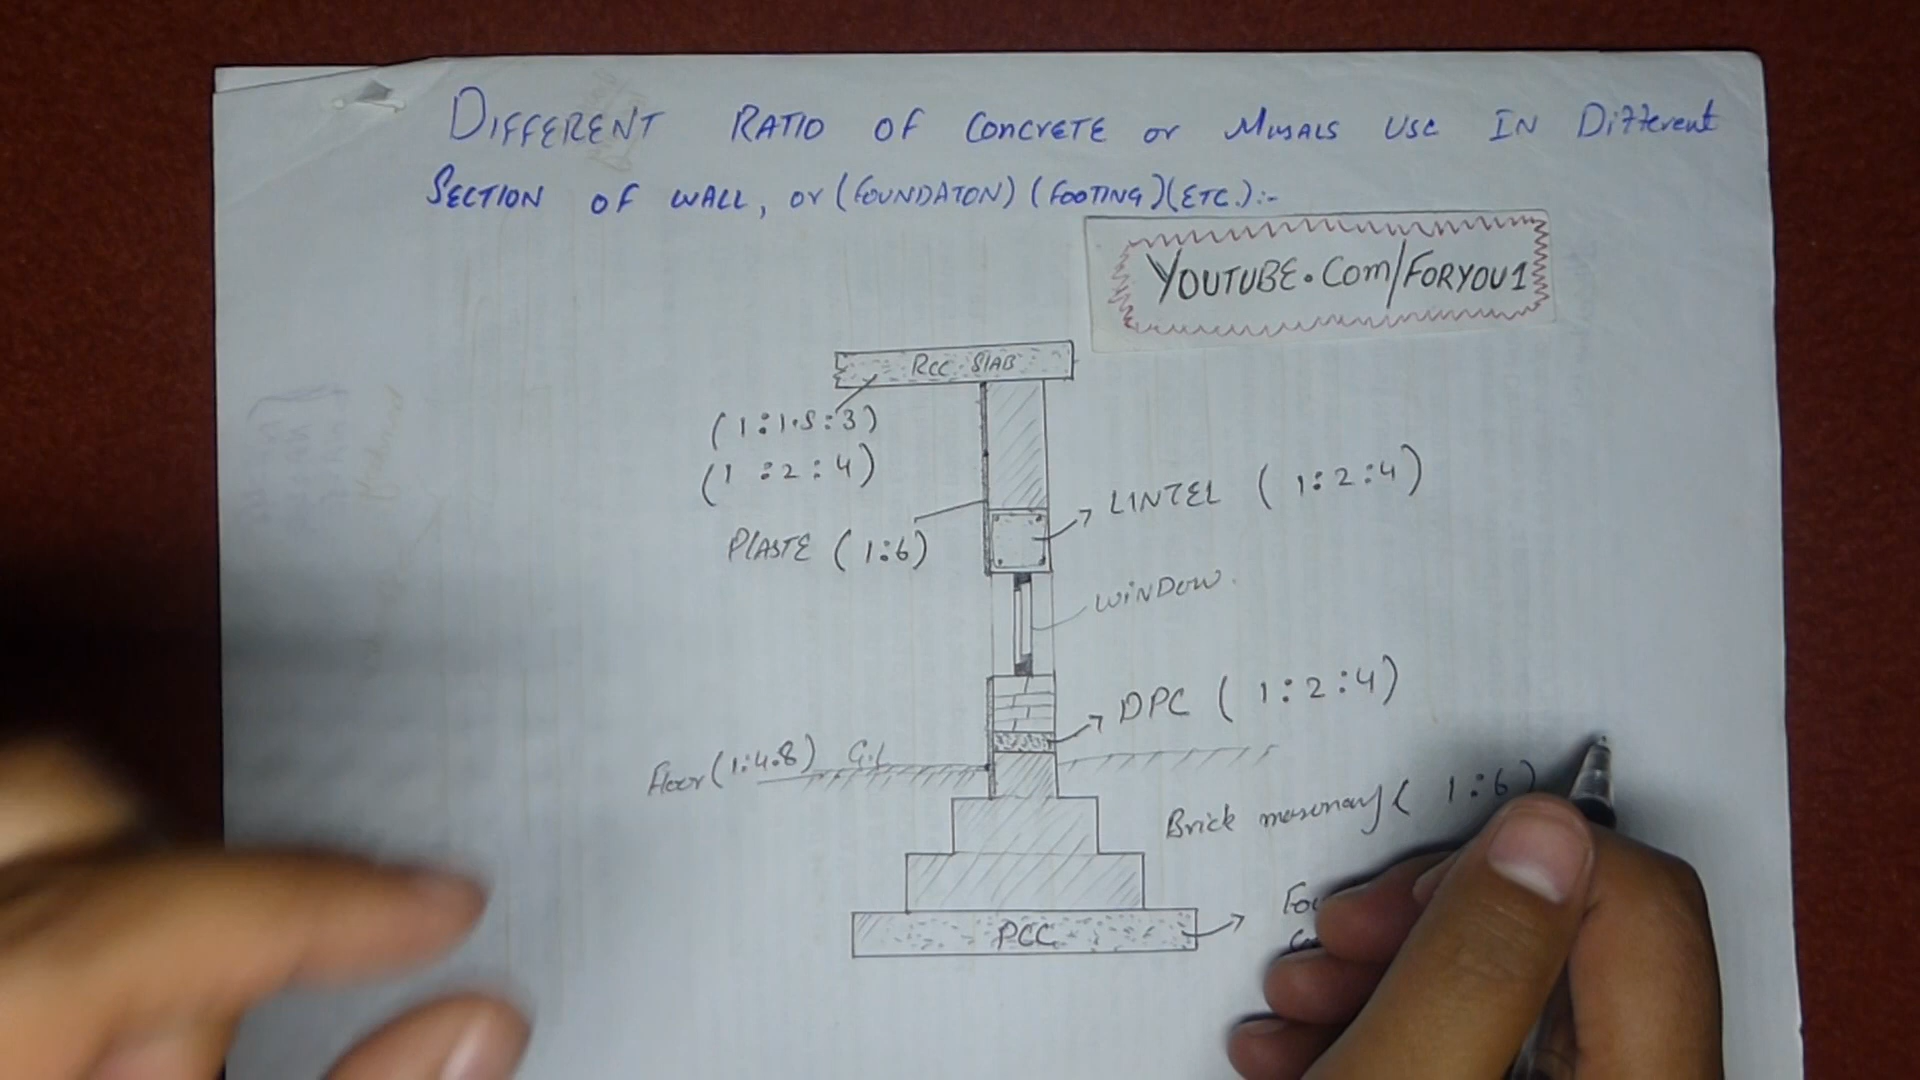 DIFFERENT RATIO OF CONCRETE or USE IN Different
SECTION OF WALL, or (FOUNDATON) (FOOTING)(ETC.):-
YOUTUBE.COM/FORYOU1
RCC SLAB
(1:1.5:3)
(1:2:4)
LINTEL (1:2:4)
PLASTE (1:6)
WINDOW.
DPC (1:2:4)
Floor (1:4:8) G.L
Brick masonary (1:6)
PCC